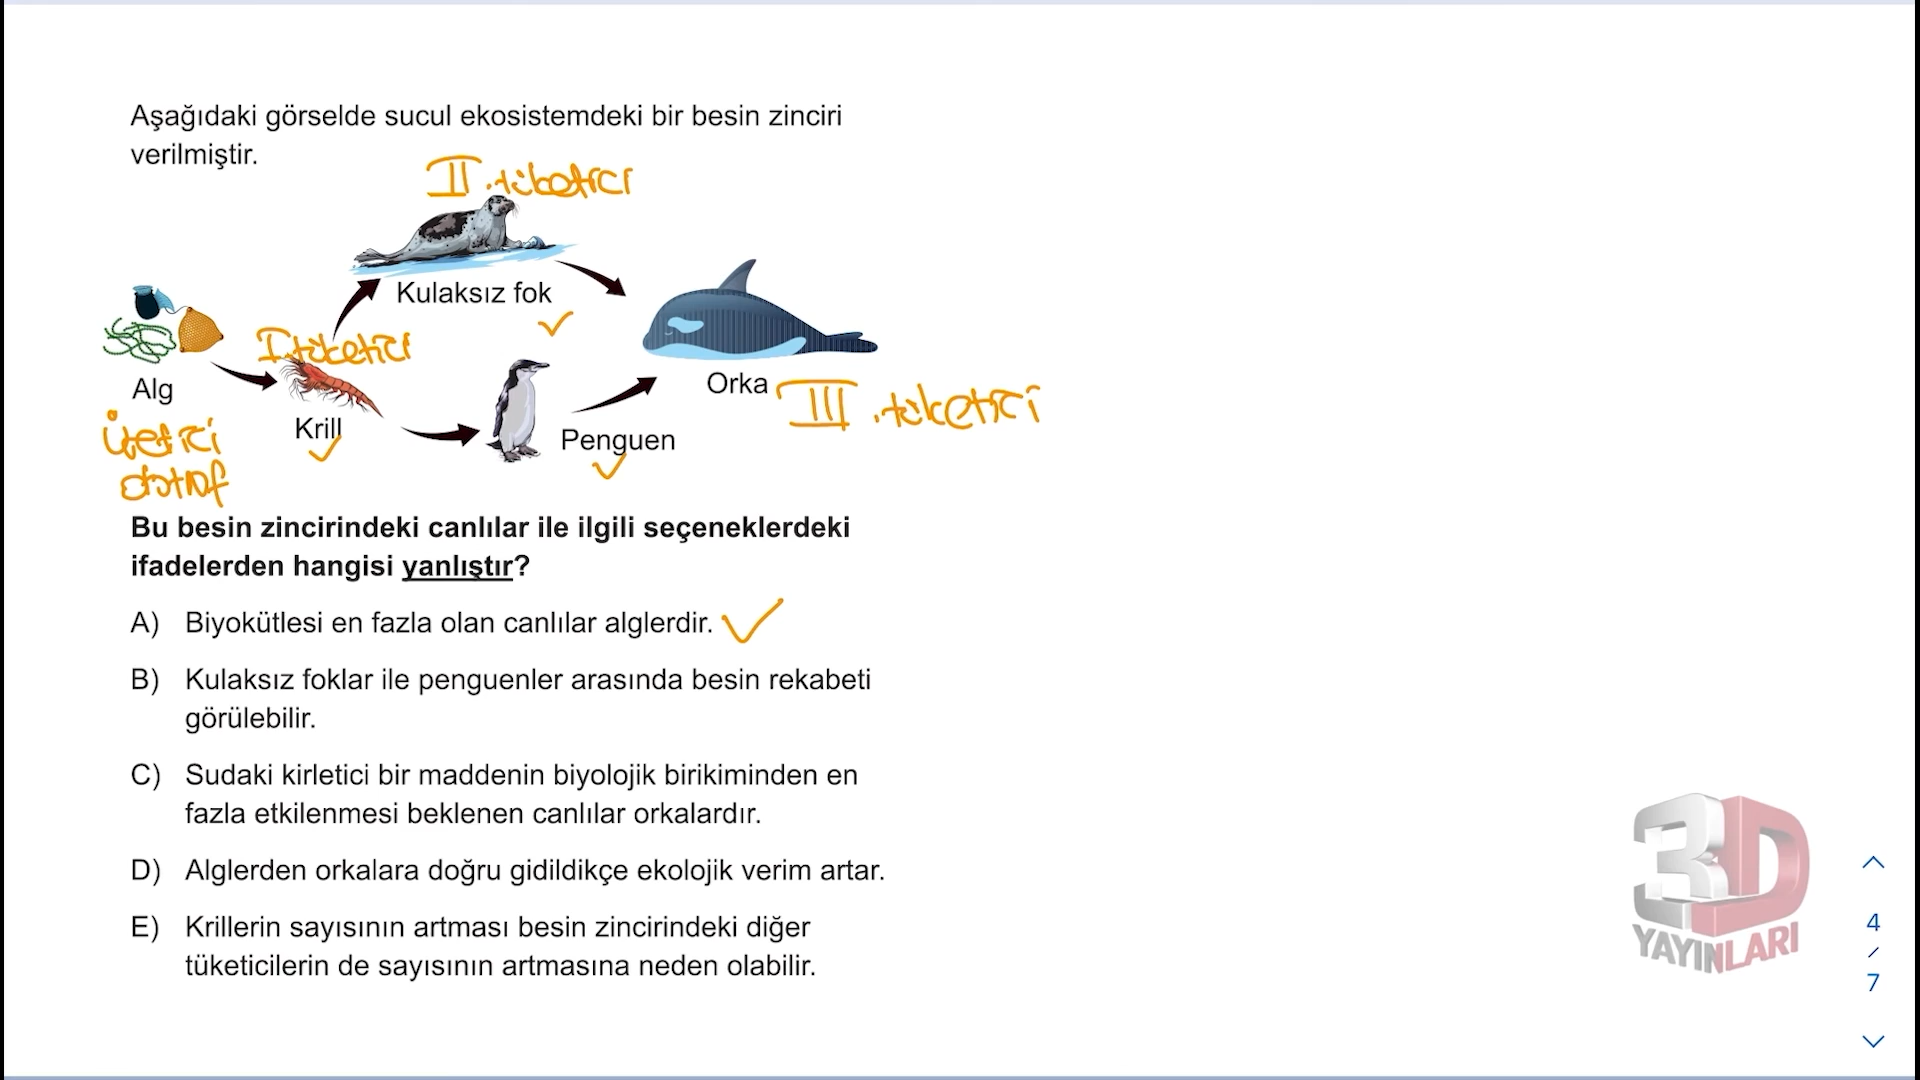 Aşağıdaki görselde sucul ekosistemdeki bir besin zinciri
verilmiştir.
II. tüketici
Kulaksız fok
I. tüketici
Alg
Orka
III. tüketici
Krill
Penguen
üretici
ototrof
Bu besin zincirindeki canlılar ile ilgili seçeneklerdeki
ifadelerden hangisi yanlıştır?
A) Biyokütlesi en fazla olan canlılar alglerdir.
B) Kulaksız foklar ile penguenler arasında besin rekabeti
görülebilir.
C) Sudaki kirletici bir maddenin biyolojik birikiminden en
fazla etkilenmesi beklenen canlılar orkalardır.
D) Alglerden orkalara doğru gidildikçe ekolojik verim artar.
E) Krillerin sayısının artması besin zincirindeki diğer
tüketicilerin de sayısının artmasına neden olabilir.
3D
YAYINLARI
4
/
7